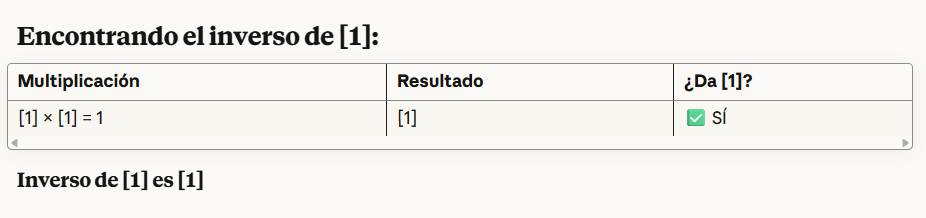 Encontrando el inverso de [1]:
Multiplicación Resultado ¿Da [1]?
[1] × [1] = 1 [1] ✅ SÍ
Inverso de [1] es [1]